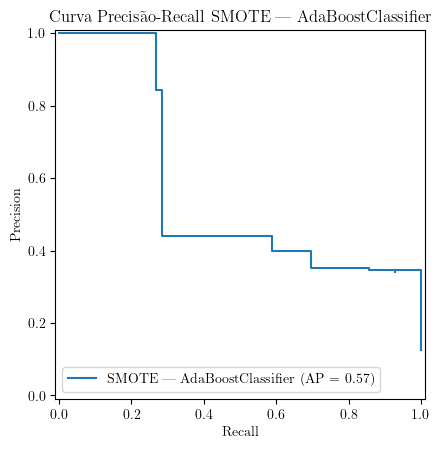 Curva Precisão-Recall SMOTE — AdaBoostClassifier
1.0
0.8
0.6
0.4
0.2
0.0
Precision
SMOTE — AdaBoostClassifier (AP = 0.57)
0.0 0.2 0.4 0.6 0.8 1.0
Recall